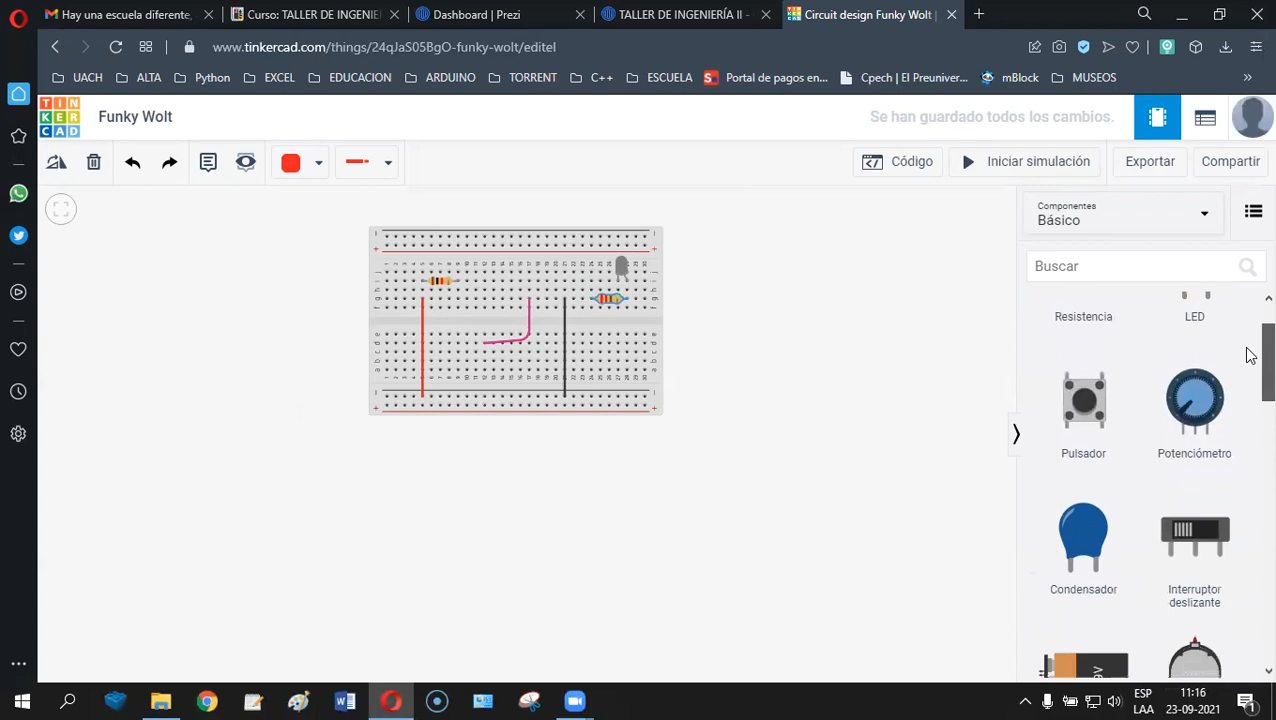 Hay una escuela diferente,
Curso: TALLER DE INGENIE
Dashboard | Prezi
TALLER DE INGENIERÍA II -
Circuit design Funky Wolt |
www.tinkercad.com/things/24qJaS05BgO-funky-wolt/editel
UACH
ALTA
Python
EXCEL
EDUCACION
ARDUINO
TORRENT
C++
ESCUELA
Portal de pagos en...
Cpech | El Preuniver...
mBlock
MUSEOS
TINKERCAD
Funky Wolt
Se han guardado todos los cambios.
Código
Iniciar simulación
Exportar
Compartir
Componentes
Básico
Buscar
Resistencia
LED
Pulsador
Potenciómetro
Condensador
Interruptor
deslizante
9V
ESP
LAA
11:16
23-09-2021
1